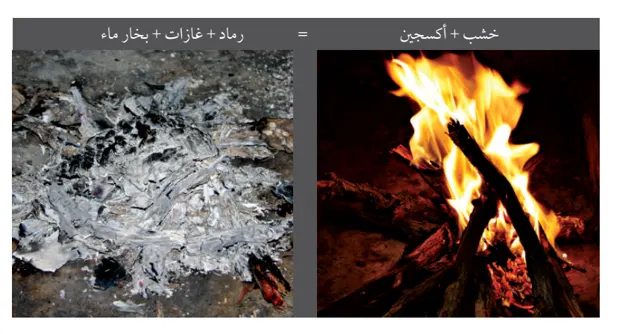 خشب + أكسجين = رماد + غازات + بخار ماء